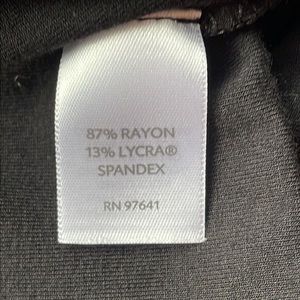 87% RAYON
13% LYCRA®
SPANDEX
RN 97641